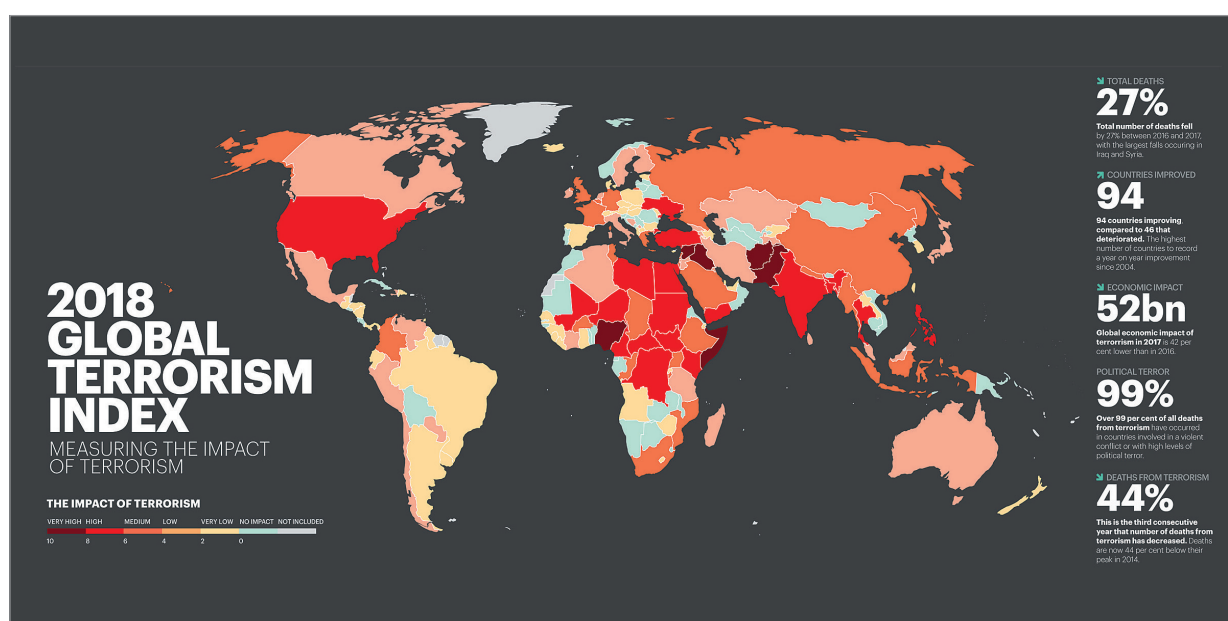 2018
GLOBAL
TERRORISM
INDEX
MEASURING THE IMPACT
OF TERRORISM
THE IMPACT OF TERRORISM
VERY HIGH HIGH MEDIUM LOW VERY LOW NO IMPACT NOT INCLUDED
10 8 6 4 2 0
TOTAL DEATHS
27%
Total number of deaths fell
by 27% between 2016 and 2017,
with the largest falls occuring in
Iraq and Syria.
COUNTRIES IMPROVED
94
94 countries improving,
compared to 46 that
deteriorated. The highest
number of countries to record
a year on year improvement
since 2004.
ECONOMIC IMPACT
52bn
Global economic impact of
terrorism in 2017 is 42 per
cent lower than in 2016.
POLITICAL TERROR
99%
Over 99 per cent of all deaths
from terrorism have occurred
in countries involved in a violent
conflict or with high levels of
political terror.
DEATHS FROM TERRORISM
44%
This is the third consecutive
year that number of deaths from
terrorism has decreased. Deaths
are now 44 per cent below their
peak in 2014.